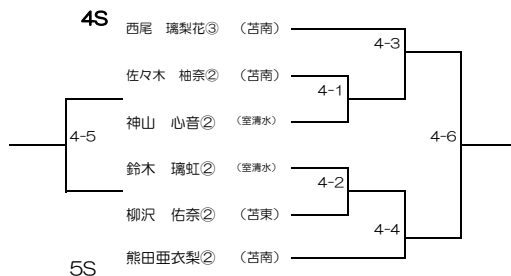 4S
西尾 璃梨花③ (苫南)
4-3
佐々木 柚奈② (苫南)
4-1
神山 心音② (室清水)
4-5
4-6
鈴木 璃虹② (室清水)
4-2
柳沢 佑奈② (苫東)
4-4
熊田亜衣梨② (苫南)
5S